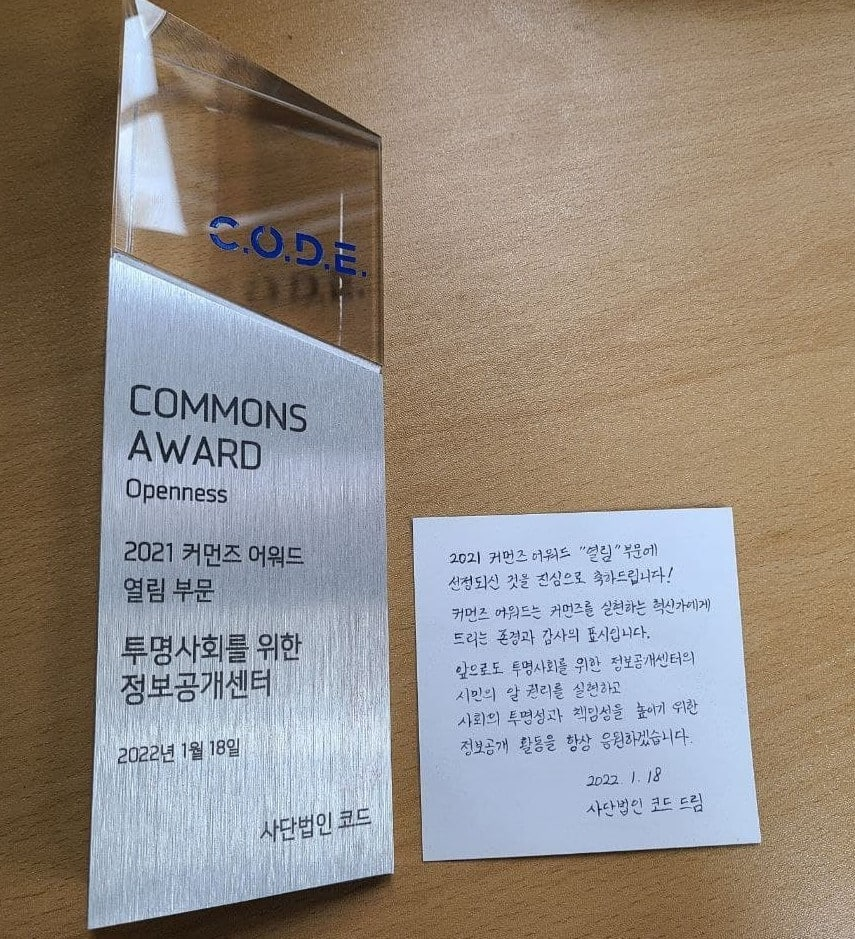 C.O.D.E.
COMMONS
AWARD
Openness
2021 커먼즈 어워드
열림 부문
투명사회를 위한
정보공개센터
2022년 1월 18일
사단법인 코드
2021 커먼즈 어워드 "열림" 부문에
선정되신 것을 진심으로 축하드립니다!
커먼즈 어워드는 커먼즈를 실현하는 혁신가에게
드리는 존경과 감사의 표시입니다.
앞으로도 투명사회를 위한 정보공개센터의
시민의 알 권리를 실현하고
사회의 투명성과 책임성을 높이기 위한
정보공개 활동을 항상 응원하겠습니다.
2022. 1. 18
사단법인 코드 드림